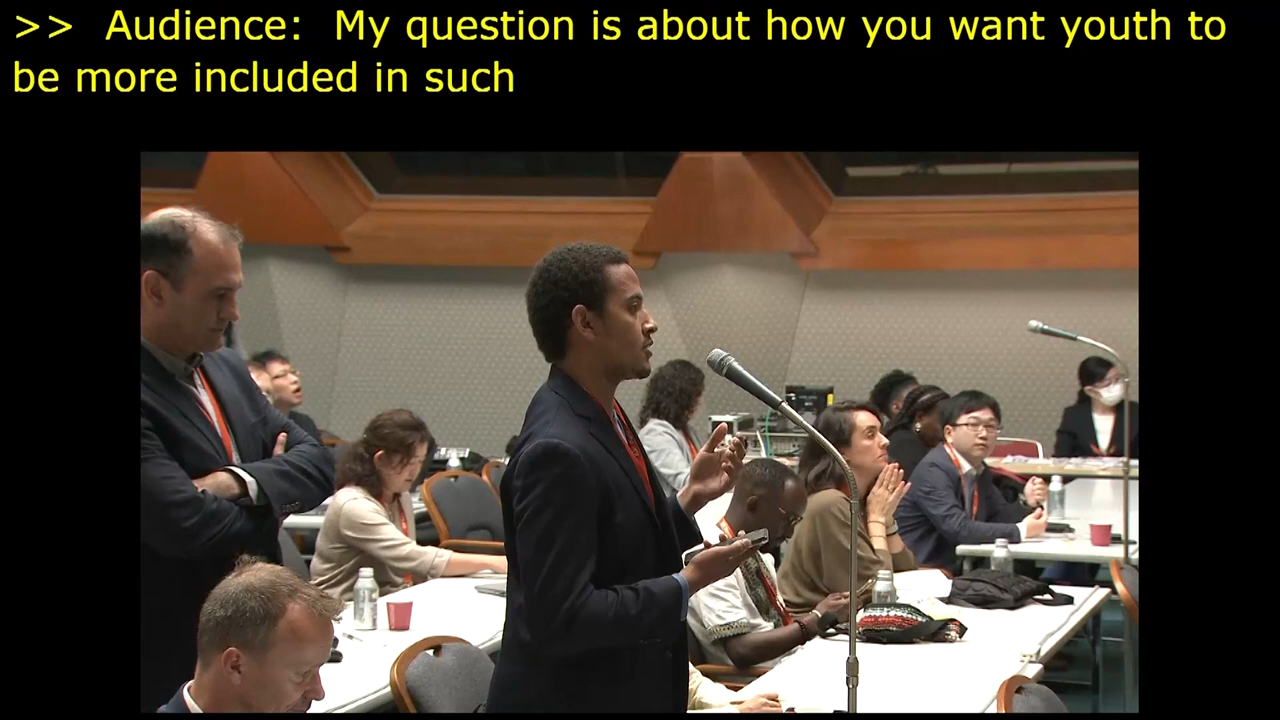 >> Audience: My question is about how you want youth to
be more included in such